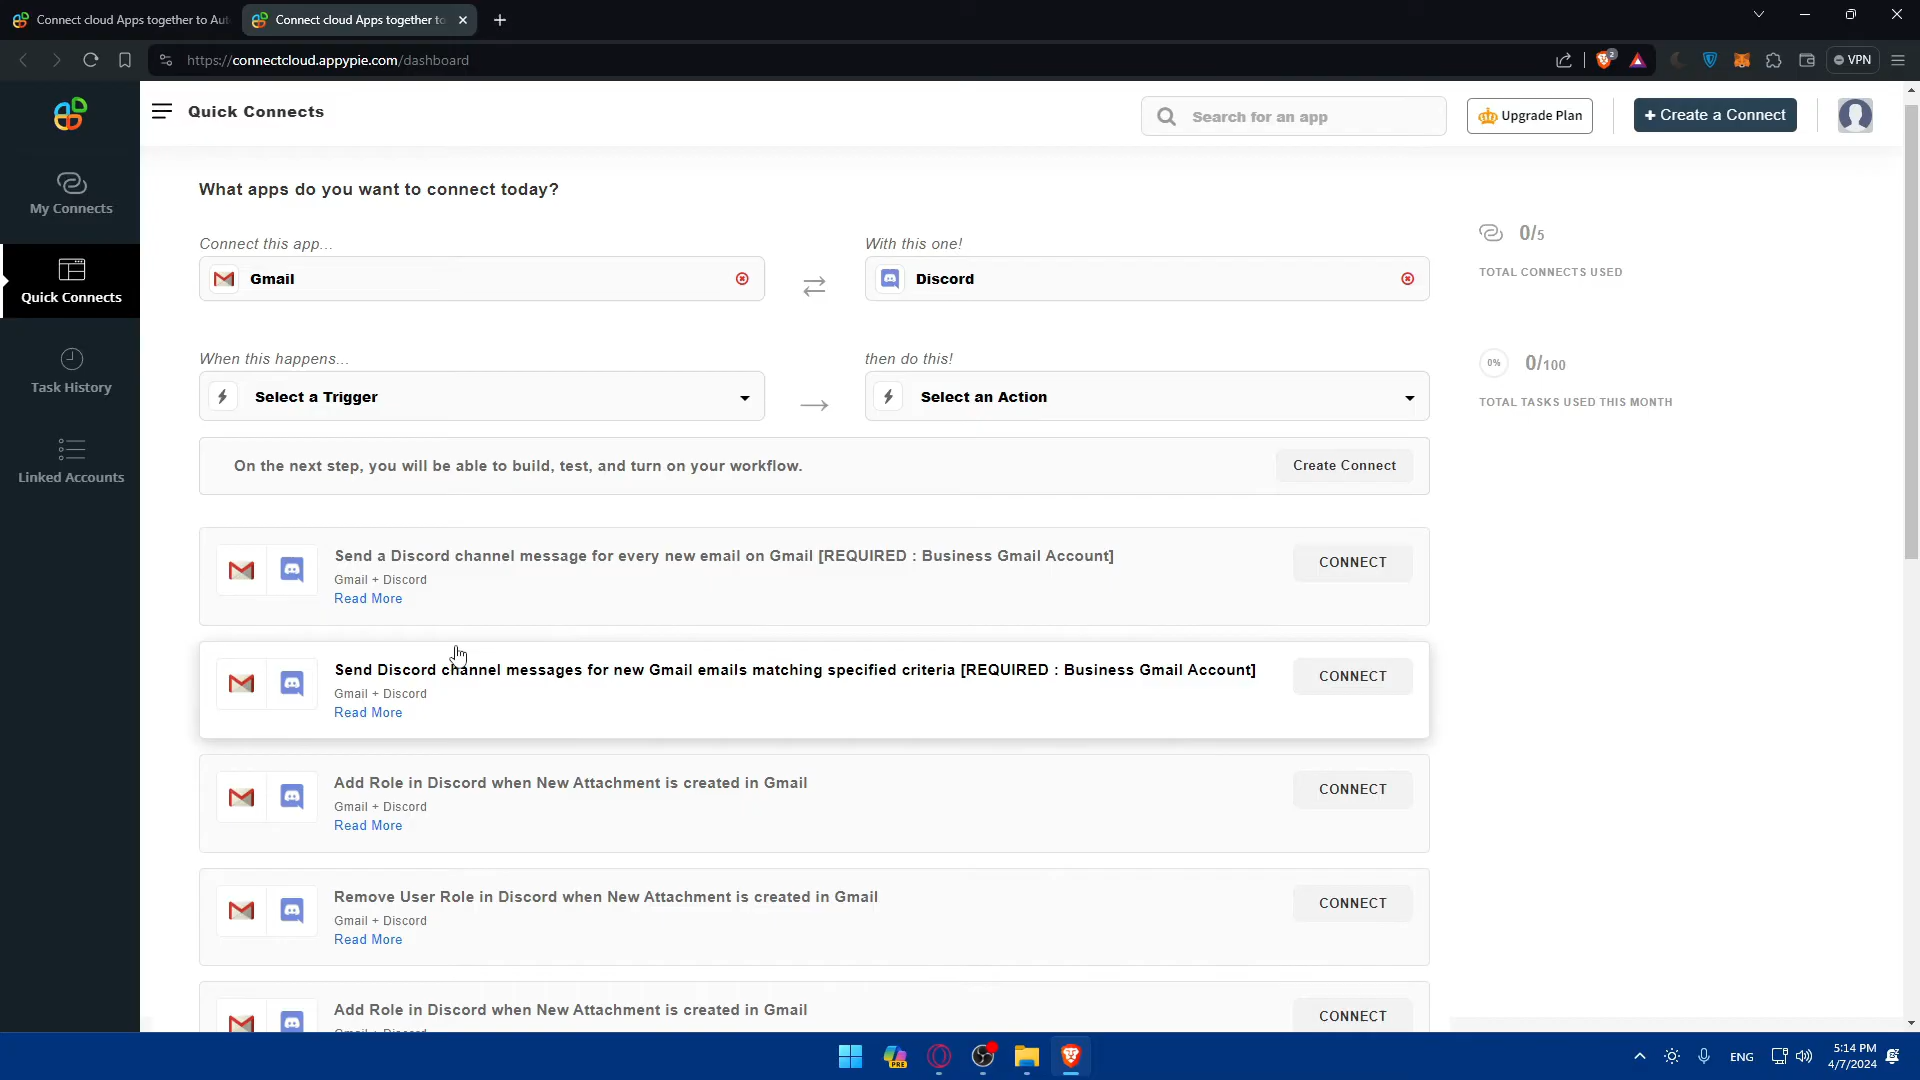 Connect cloud Apps together to Aut
Connect cloud Apps together to
https://connectcloud.appypie.com/dashboard
2
VPN
Quick Connects
Search for an app
Upgrade Plan
+ Create a Connect
My Connects
Quick Connects
Task History
Linked Accounts
What apps do you want to connect today?
Connect this app...
With this one!
Gmail
Discord
When this happens...
then do this!
Select a Trigger
Select an Action
On the next step, you will be able to build, test, and turn on your workflow.
Create Connect
0/5
TOTAL CONNECTS USED
0%
0/100
TOTAL TASKS USED THIS MONTH
Send a Discord channel message for every new email on Gmail [REQUIRED : Business Gmail Account]
Gmail + Discord
Read More
CONNECT
Send Discord channel messages for new Gmail emails matching specified criteria [REQUIRED : Business Gmail Account]
Gmail + Discord
Read More
CONNECT
Add Role in Discord when New Attachment is created in Gmail
Gmail + Discord
Read More
CONNECT
Remove User Role in Discord when New Attachment is created in Gmail
Gmail + Discord
Read More
CONNECT
Add Role in Discord when New Attachment is created in Gmail
Gmail + Discord
CONNECT
PRE
ENG
5:14 PM
4/7/2024